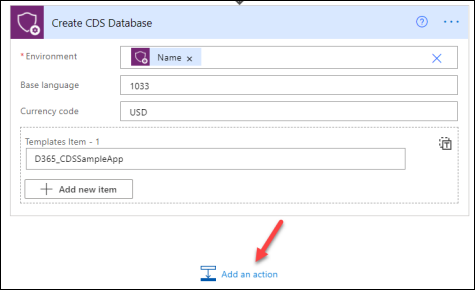 Create CDS Database
* Environment
Name ×
Base language
1033
Currency code
USD
Templates Item - 1
D365_CDSSampleApp
+ Add new item
Add an action